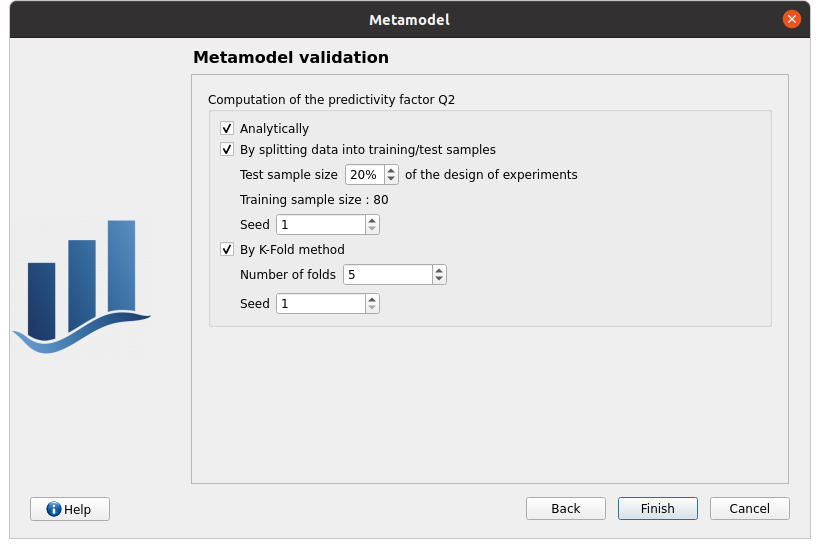 Metamodel
Metamodel validation
Computation of the predictivity factor Q2
Analytically
By splitting data into training/test samples
Test sample size 20% of the design of experiments
Training sample size : 80
Seed 1
By K-Fold method
Number of folds 5
Seed 1
Help Back Finish Cancel